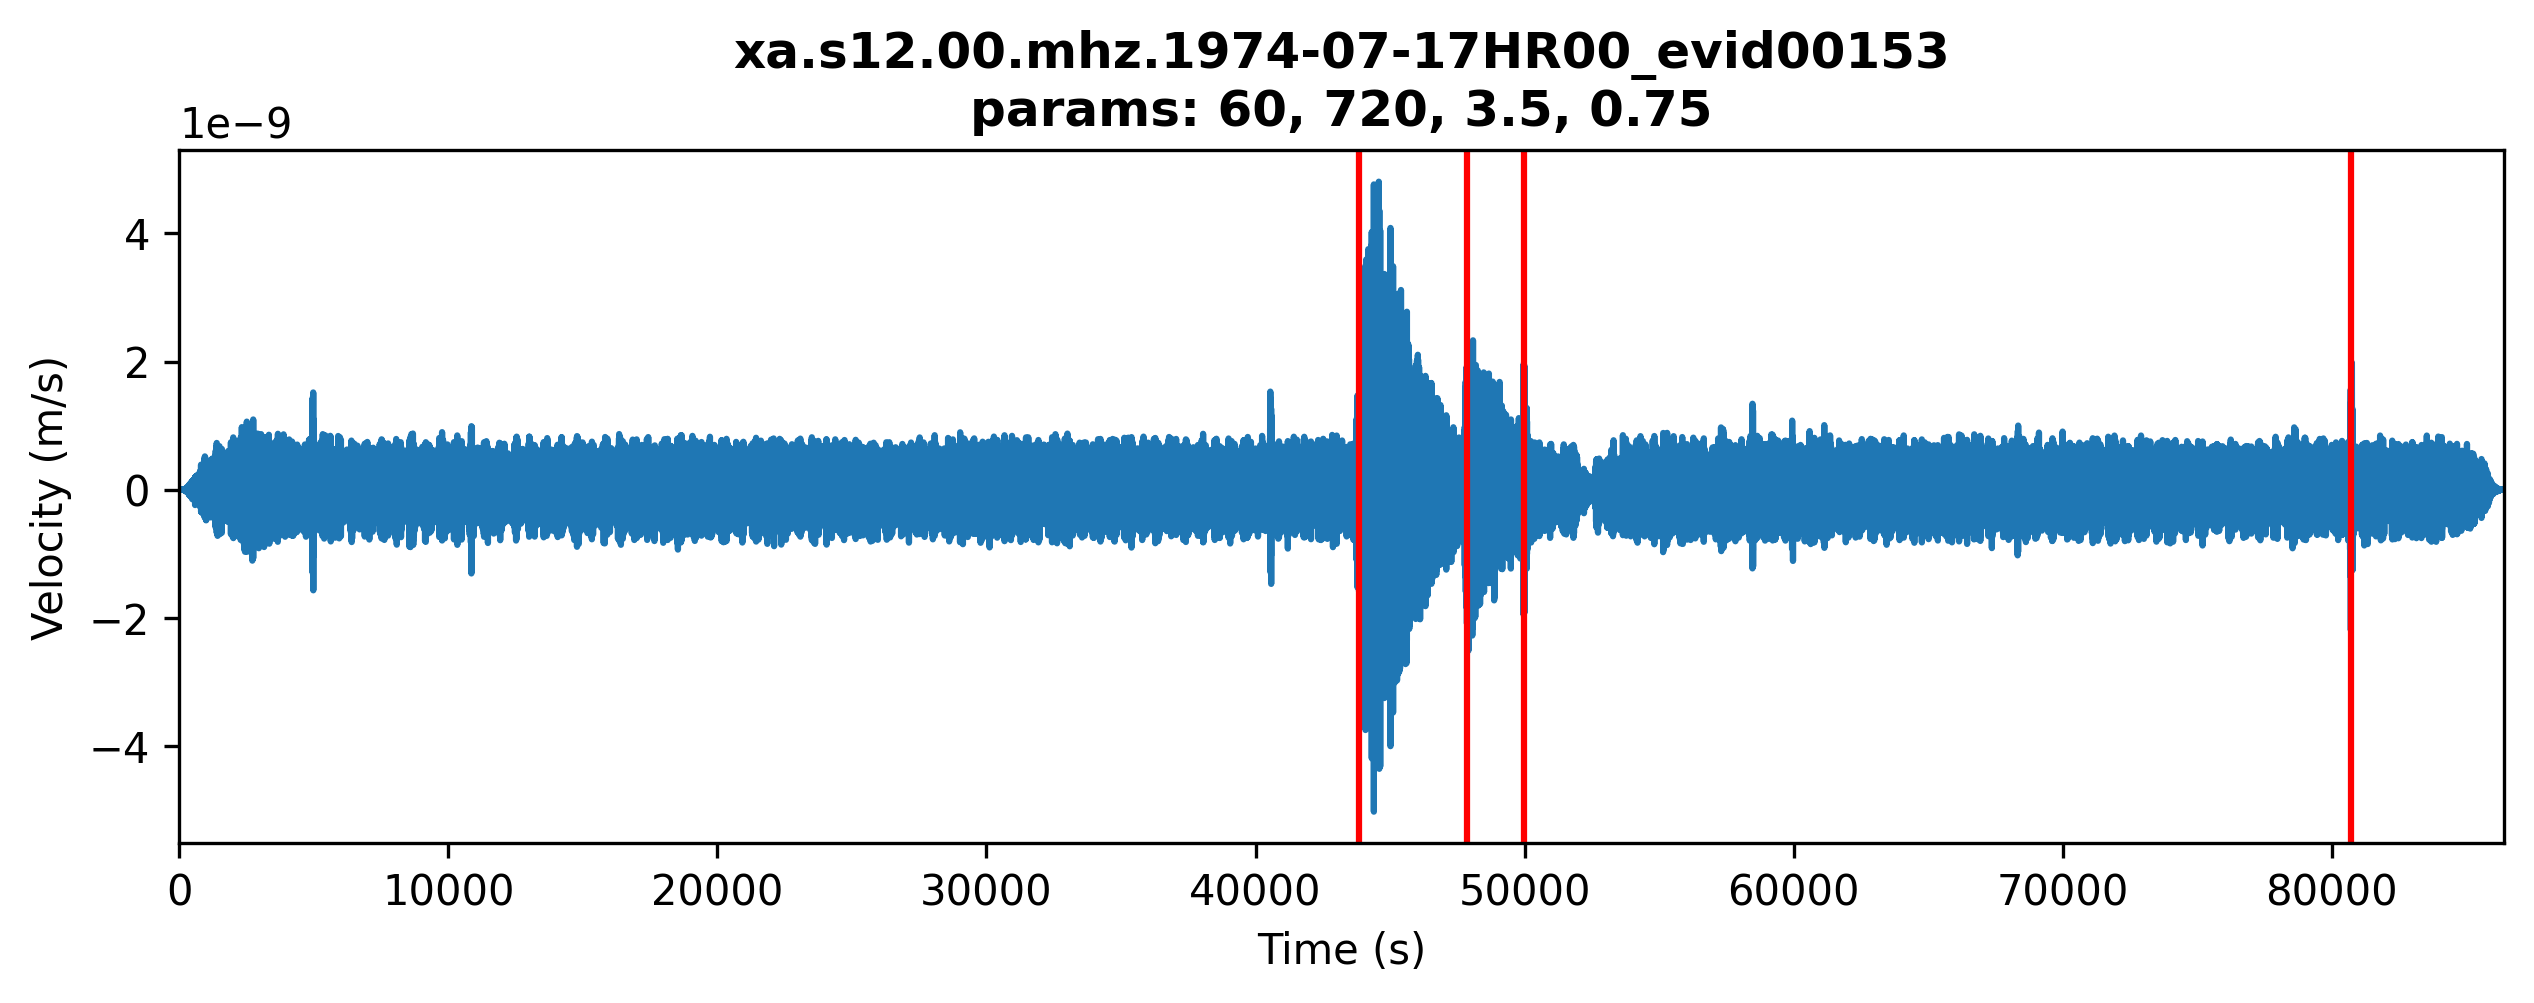 xa.s12.00.mhz.1974-07-17HR00_evid00153
params: 60, 720, 3.5, 0.75
1e−9
4
2
0
−2
−4
Velocity (m/s)
0 10000 20000 30000 40000 50000 60000 70000 80000
Time (s)